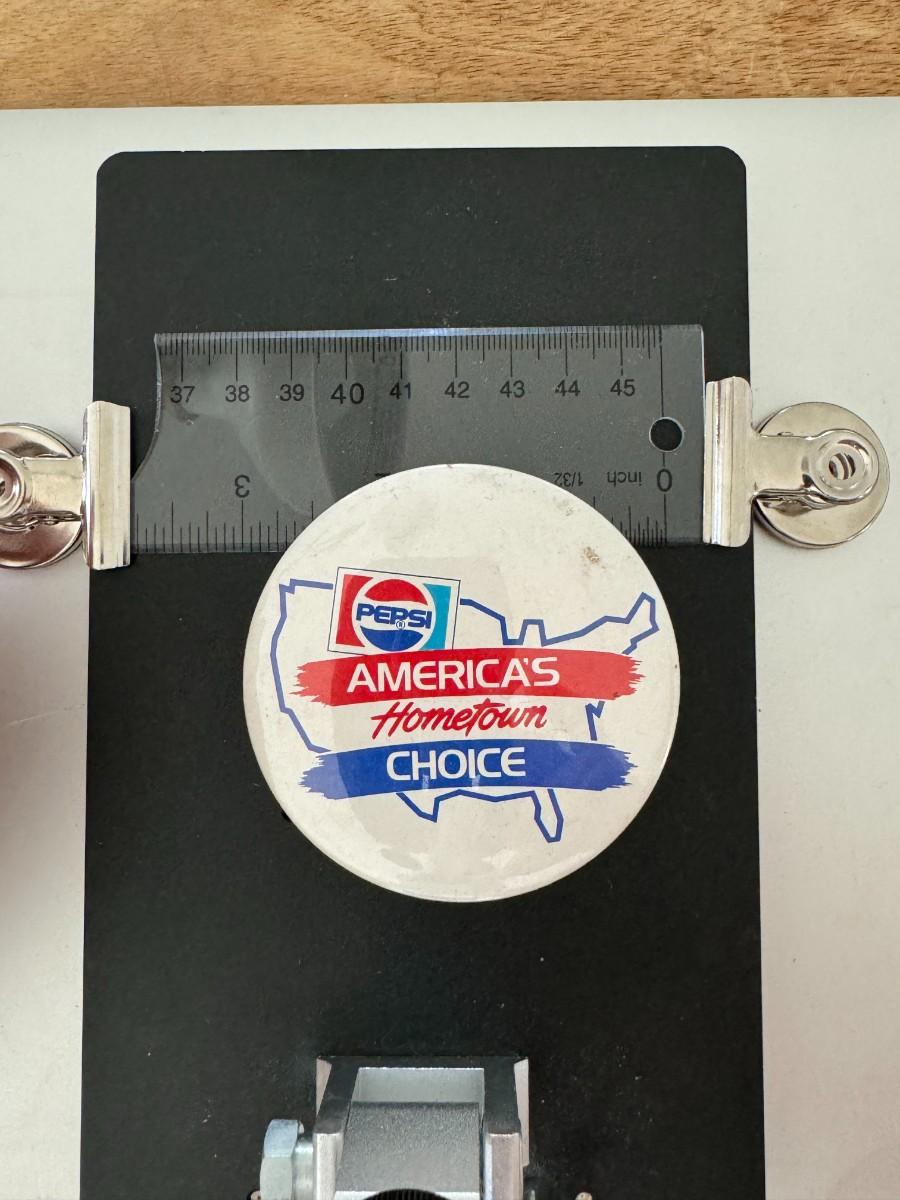 37 38 39 40 41 42 43 44 45
3 1/32 inch 0
PEPSI
AMERICA'S
Hometown
CHOICE